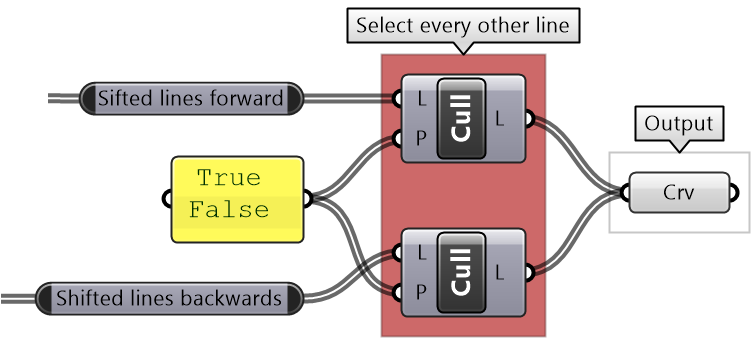 Select every other line
Sifted lines forward
L
P
Cull
L
Output
True
False
Crv
L
P
Cull
L
Shifted lines backwards